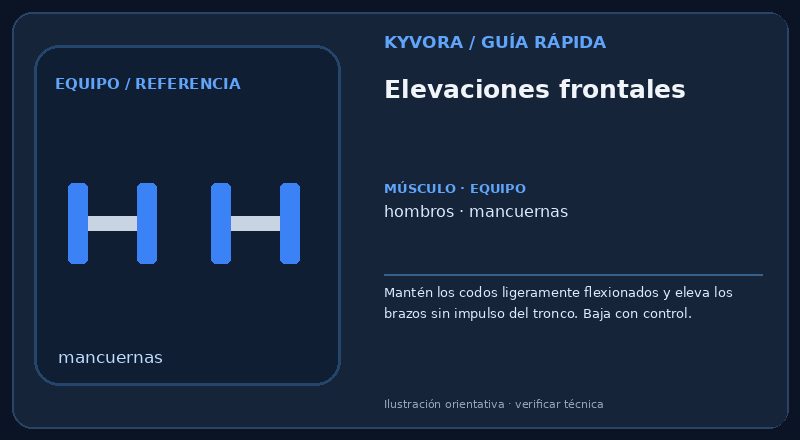 EQUIPO / REFERENCIA
mancuernas
KYVORA / GUÍA RÁPIDA
Elevaciones frontales
MÚSCULO · EQUIPO
hombros · mancuernas
Mantén los codos ligeramente flexionados y eleva los
brazos sin impulso del tronco. Baja con control.
Ilustración orientativa · verificar técnica